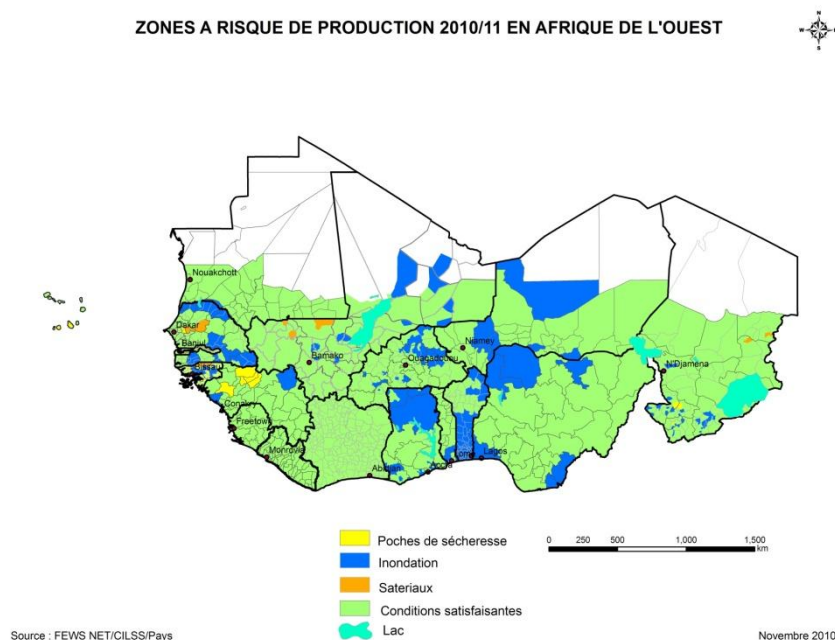 ZONES A RISQUE DE PRODUCTION 2010/11 EN AFRIQUE DE L'OUEST
N
W
S
Nouakchott
Dakar
Banjul
Bissau
Bamako
Ouagadougou
Niamey
N'Djamena
Conakry
Freetown
Monrovia
Abidjan
Accra
Lomé
Lagos
Poches de sécheresse
Inondation
Sateriaux
Conditions satisfaisantes
Lac
0 250 500 1,000 1,500
km
Source : FEWS NET/CILSS/Pays
Novembre 2010